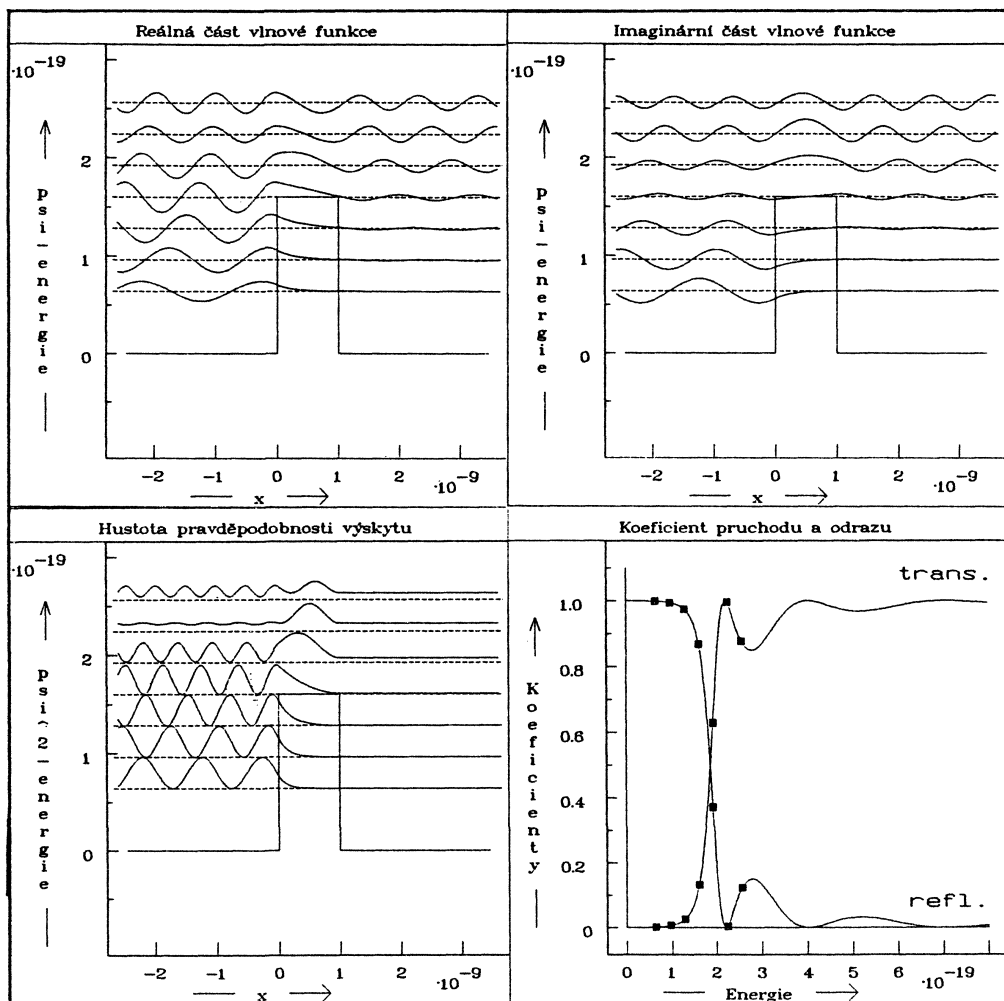 Reálná část vlnové funkce
·10⁻¹⁹
2
1
0
psi—energie
-2 -1 0 1 2 ·10⁻⁹
x
Imaginární část vlnové funkce
·10⁻¹⁹
2
1
0
psi—energie
-2 -1 0 1 2 ·10⁻⁹
x
Hustota pravděpodobnosti výskytu
·10⁻¹⁹
2
1
0
psi^2—energie
-2 -1 0 1 2 ·10⁻⁹
x
Koeficient pruchodu a odrazu
trans.
1.0
0.8
0.6
0.4
0.2
0
Koeficienty
refl.
0 1 2 3 4 5 6 ·10⁻¹⁹
Energie